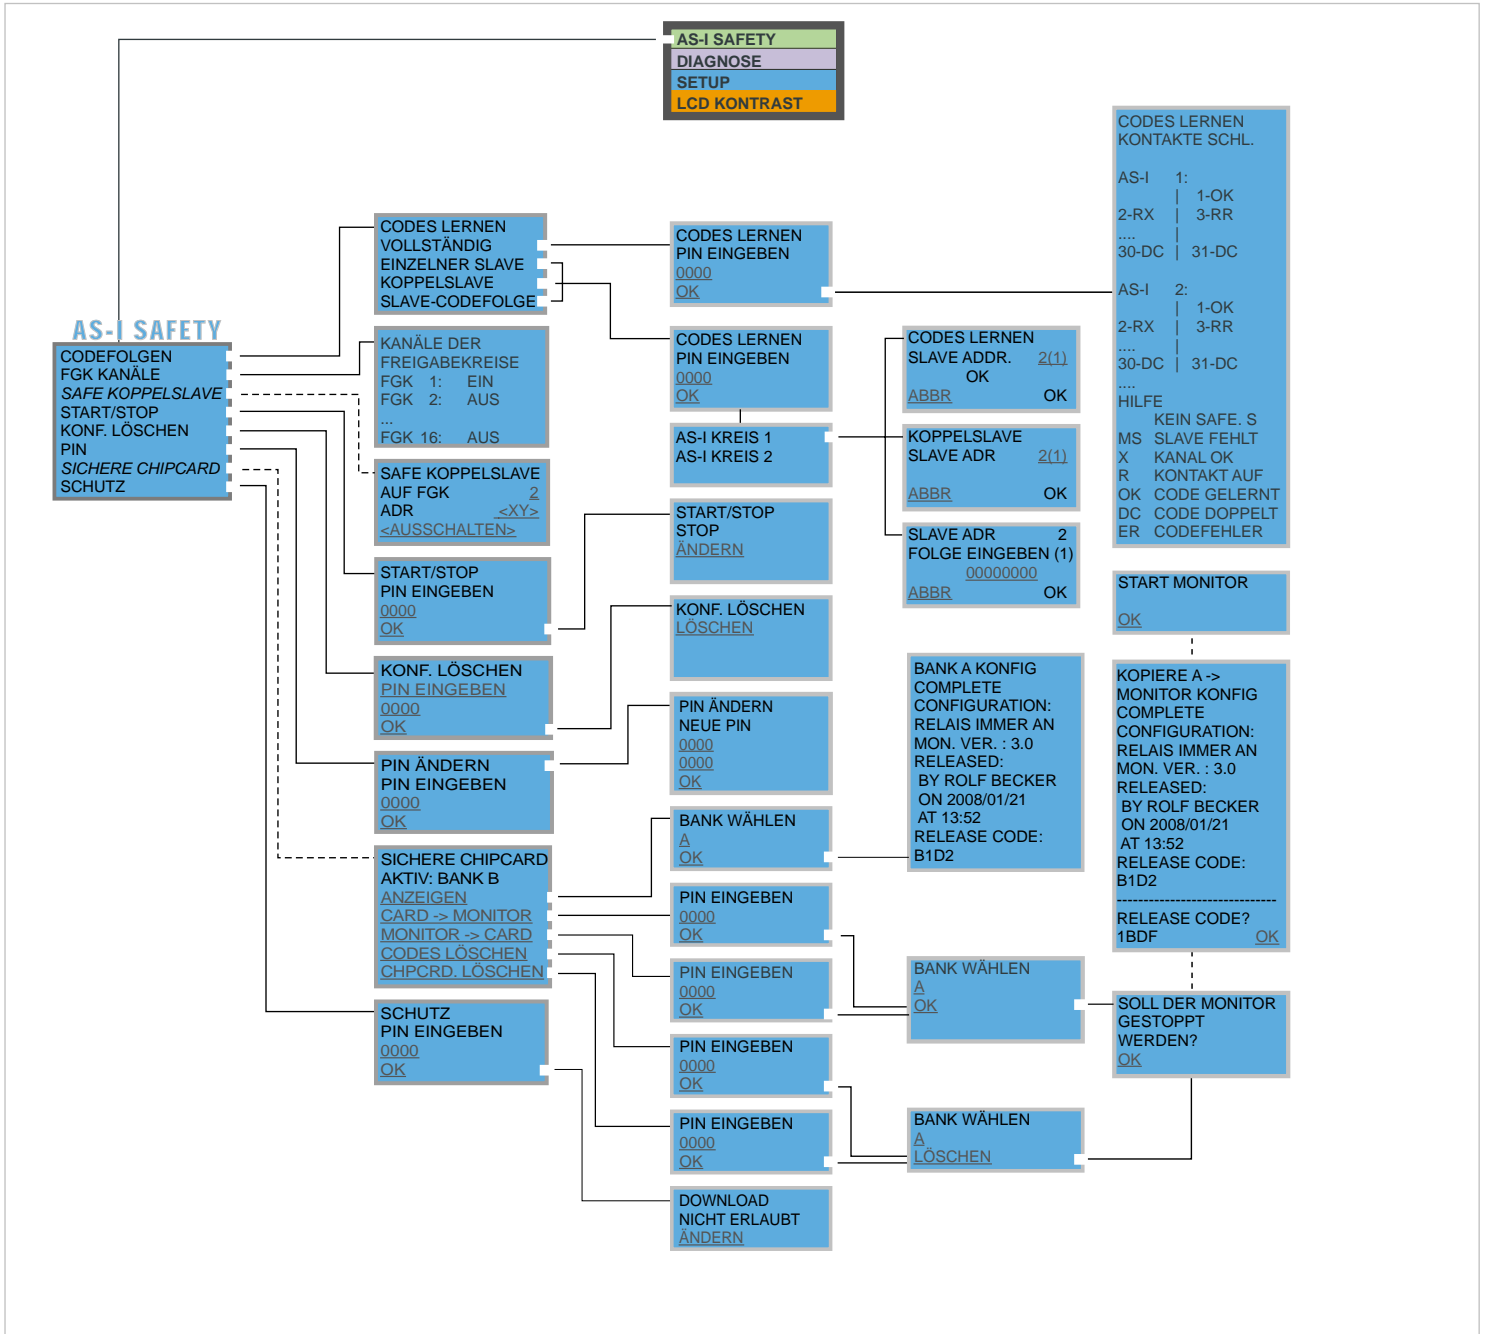 AS-I SAFETY
DIAGNOSE
SETUP
LCD KONTRAST
AS-I SAFETY
CODEFOLGEN
FGK KANÄLE
SAFE KOPPELSLAVE
START/STOP
KONF. LÖSCHEN
PIN
SICHERE CHIPCARD
SCHUTZ
CODES LERNEN
VOLLSTÄNDIG
EINZELNER SLAVE
KOPPELSLAVE
SLAVE-CODEFOLGE
KANÄLE DER
FREIGABEKREISE
FGK 1: EIN
FGK 2: AUS
...
FGK 16: AUS
SAFE KOPPELSLAVE
AUF FGK 2
ADR <XY>
<AUSSCHALTEN>
START/STOP
PIN EINGEBEN
0000
OK
KONF. LÖSCHEN
PIN EINGEBEN
0000
OK
PIN ÄNDERN
PIN EINGEBEN
0000
OK
SICHERE CHIPCARD
AKTIV: BANK B
ANZEIGEN
CARD -> MONITOR
MONITOR -> CARD
CODES LÖSCHEN
CHPCRD. LÖSCHEN
SCHUTZ
PIN EINGEBEN
0000
OK
CODES LERNEN
PIN EINGEBEN
0000
OK
CODES LERNEN
PIN EINGEBEN
0000
OK
AS-I KREIS 1
AS-I KREIS 2
START/STOP
STOP
ÄNDERN
KONF. LÖSCHEN
LÖSCHEN
PIN ÄNDERN
NEUE PIN
0000
0000
OK
BANK WÄHLEN
A
OK
PIN EINGEBEN
0000
OK
PIN EINGEBEN
0000
OK
PIN EINGEBEN
0000
OK
PIN EINGEBEN
0000
OK
DOWNLOAD
NICHT ERLAUBT
ÄNDERN
CODES LERNEN
SLAVE ADDR. 2(1)
OK
ABBR OK
KOPPELSLAVE
SLAVE ADR 2(1)
ABBR OK
SLAVE ADR 2
FOLGE EINGEBEN (1)
00000000
ABBR OK
BANK A KONFIG
COMPLETE
CONFIGURATION:
RELAIS IMMER AN
MON. VER. : 3.0
RELEASED:
BY ROLF BECKER
ON 2008/01/21
AT 13:52
RELEASE CODE:
B1D2
BANK WÄHLEN
A
OK
BANK WÄHLEN
A
LÖSCHEN
CODES LERNEN
KONTAKTE SCHL.
AS-I 1:
| 1-OK
2-RX | 3-RR
.... |
30-DC | 31-DC
AS-I 2:
| 1-OK
2-RX | 3-RR
.... |
30-DC | 31-DC
....
HILFE
KEIN SAFE. S
MS SLAVE FEHLT
X KANAL OK
R KONTAKT AUF
OK CODE GELERNT
DC CODE DOPPELT
ER CODEFEHLER
START MONITOR
OK
KOPIERE A ->
MONITOR KONFIG
COMPLETE
CONFIGURATION:
RELAIS IMMER AN
MON. VER. : 3.0
RELEASED:
BY ROLF BECKER
ON 2008/01/21
AT 13:52
RELEASE CODE:
B1D2
-----------------------------
RELEASE CODE?
1BDF OK
SOLL DER MONITOR
GESTOPPT
WERDEN?
OK